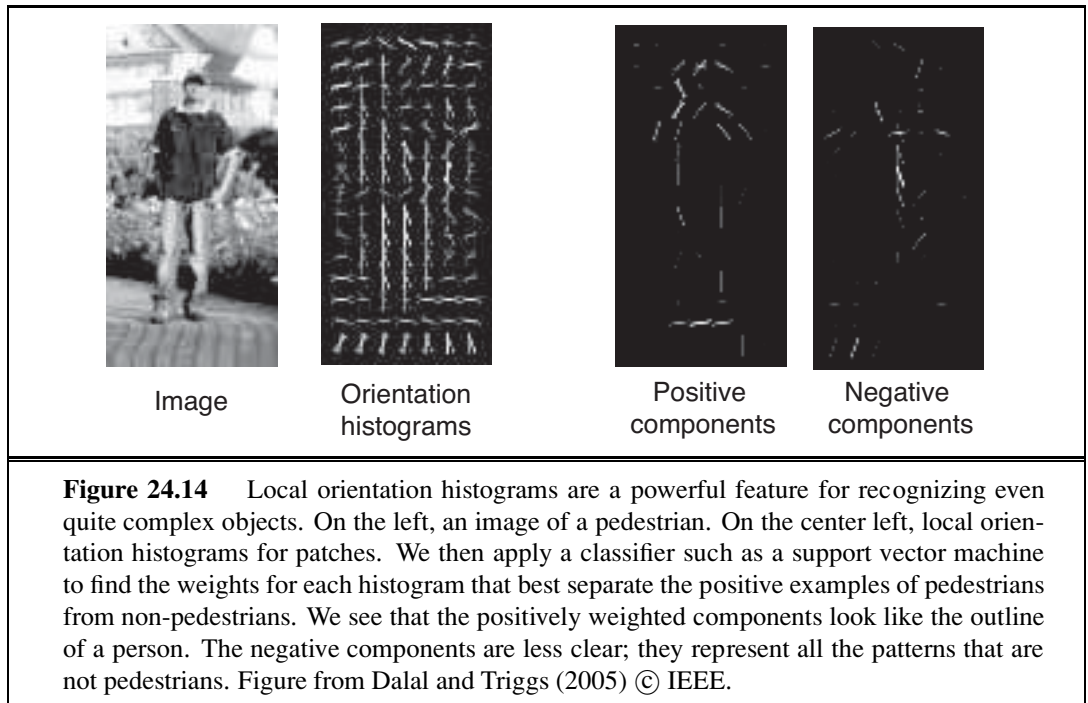 Image
Orientation
histograms
Positive
components
Negative
components
Figure 24.14 Local orientation histograms are a powerful feature for recognizing even
quite complex objects. On the left, an image of a pedestrian. On the center left, local orien-
tation histograms for patches. We then apply a classifier such as a support vector machine
to find the weights for each histogram that best separate the positive examples of pedestrians
from non-pedestrians. We see that the positively weighted components look like the outline
of a person. The negative components are less clear; they represent all the patterns that are
not pedestrians. Figure from Dalal and Triggs (2005) © IEEE.